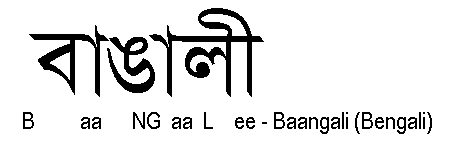 বাঙালী
B aa NG aa L ee - Baangali (Bengali)